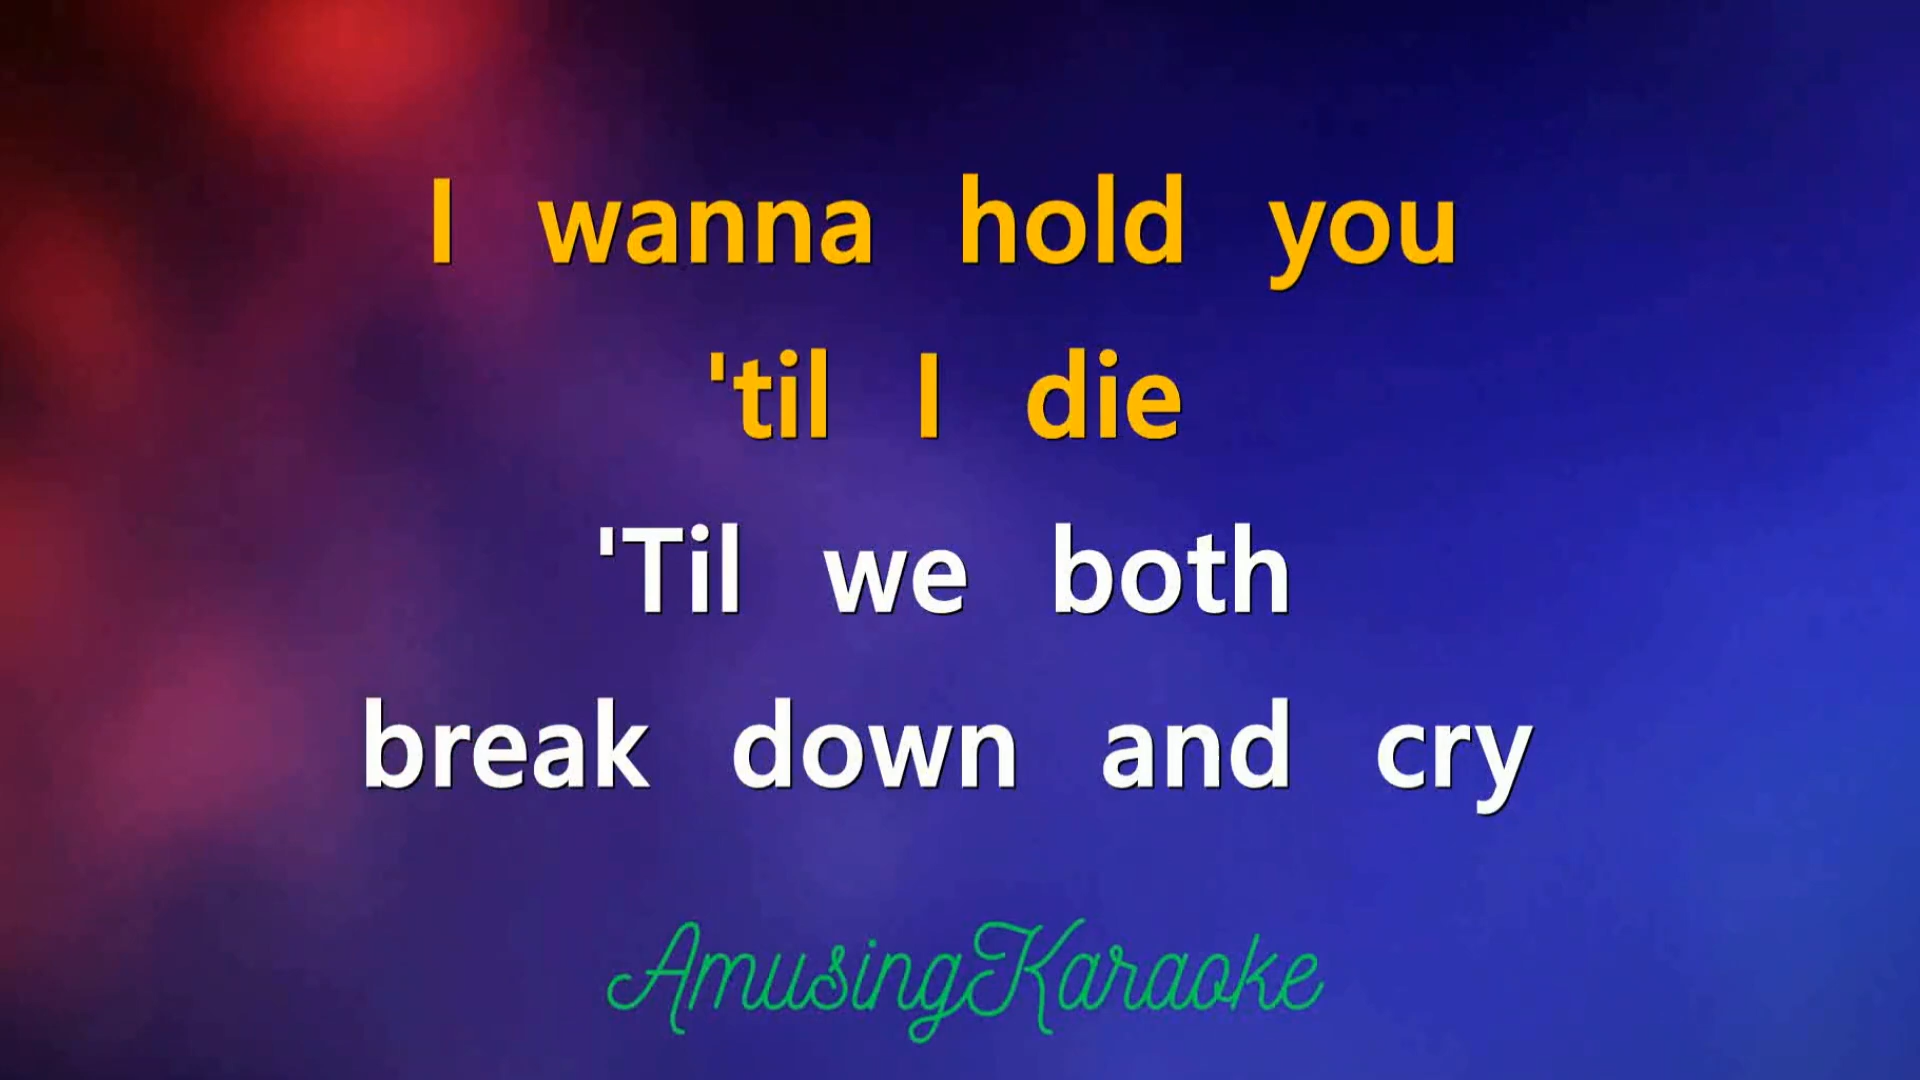 I wanna hold you
'til I die
'Til we both
break down and cry
AmusingKaraoke